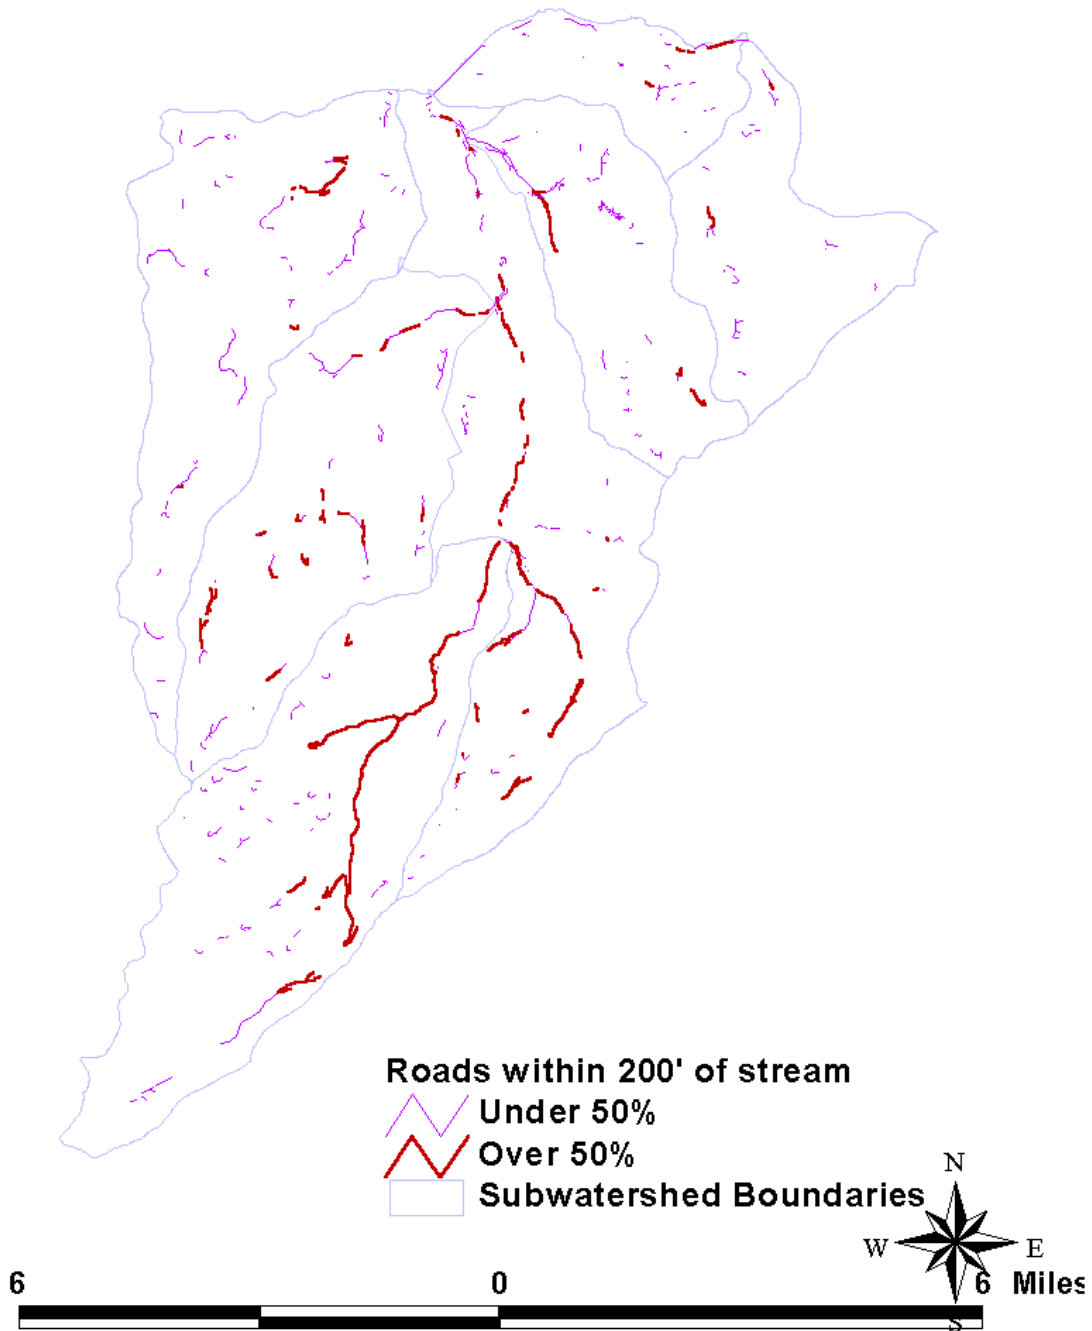 Roads within 200' of stream
Under 50%
Over 50%
Subwatershed Boundaries
N
W E
S
6 0 6 Miles